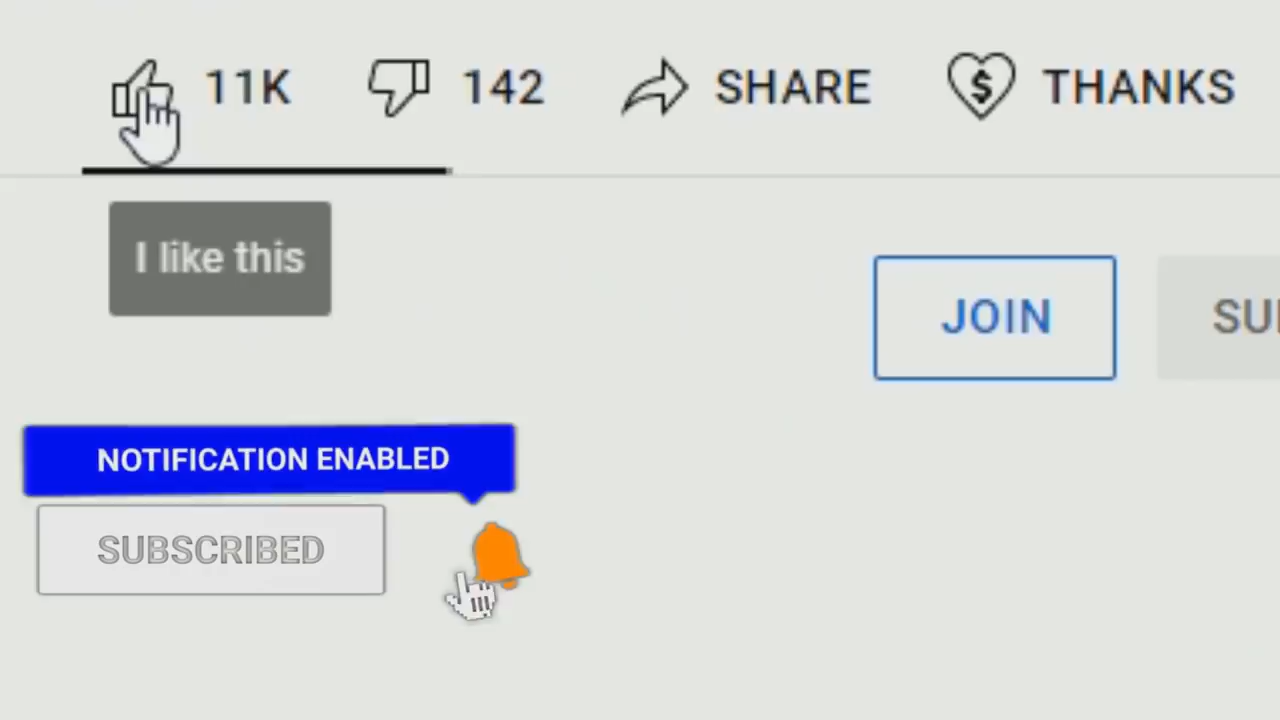 11K 142 SHARE THANKS
I like this
JOIN
NOTIFICATION ENABLED
SUBSCRIBED